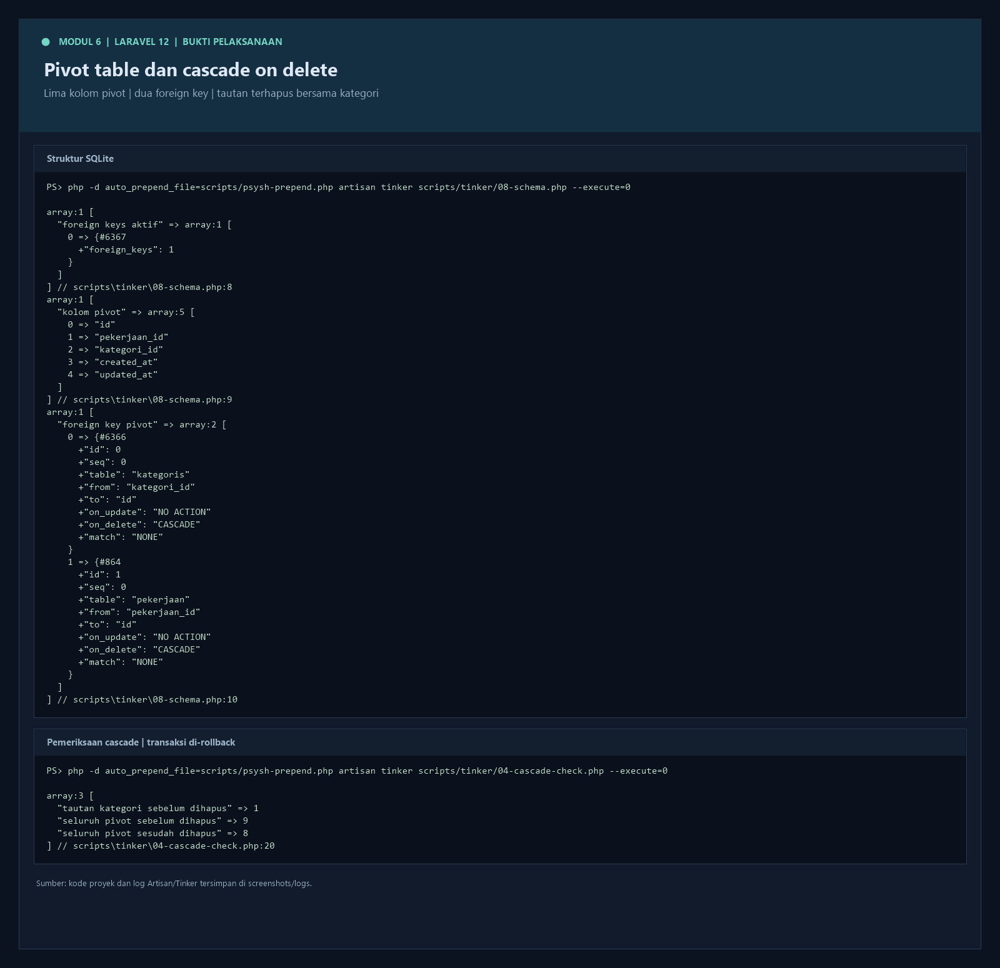 MODUL 6 | LARAVEL 12 | BUKTI PELAKSANAAN
Pivot table dan cascade on delete
Lima kolom pivot | dua foreign key | tautan terhapus bersama kategori
Struktur SQLite
PS> php -d auto_prepend_file=scripts/psysh-prepend.php artisan tinker scripts/tinker/08-schema.php --execute=0
array:1 [
  "foreign keys aktif" => array:1 [
    0 => {#6367
      +"foreign_keys": 1
    }
  ]
] // scripts\tinker\08-schema.php:8
array:1 [
  "kolom pivot" => array:5 [
    0 => "id"
    1 => "pekerjaan_id"
    2 => "kategori_id"
    3 => "created_at"
    4 => "updated_at"
  ]
] // scripts\tinker\08-schema.php:9
array:1 [
  "foreign key pivot" => array:2 [
    0 => {#6366
      +"id": 0
      +"seq": 0
      +"table": "kategoris"
      +"from": "kategori_id"
      +"to": "id"
      +"on_update": "NO ACTION"
      +"on_delete": "CASCADE"
      +"match": "NONE"
    }
    1 => {#864
      +"id": 1
      +"seq": 0
      +"table": "pekerjaan"
      +"from": "pekerjaan_id"
      +"to": "id"
      +"on_update": "NO ACTION"
      +"on_delete": "CASCADE"
      +"match": "NONE"
    }
  ]
] // scripts\tinker\08-schema.php:10
Pemeriksaan cascade | transaksi di-rollback
PS> php -d auto_prepend_file=scripts/psysh-prepend.php artisan tinker scripts/tinker/04-cascade-check.php --execute=0
array:3 [
  "tautan kategori sebelum dihapus" => 1
  "seluruh pivot sebelum dihapus" => 9
  "seluruh pivot sesudah dihapus" => 8
] // scripts\tinker\04-cascade-check.php:20
Sumber: kode proyek dan log Artisan/Tinker tersimpan di screenshots/logs.